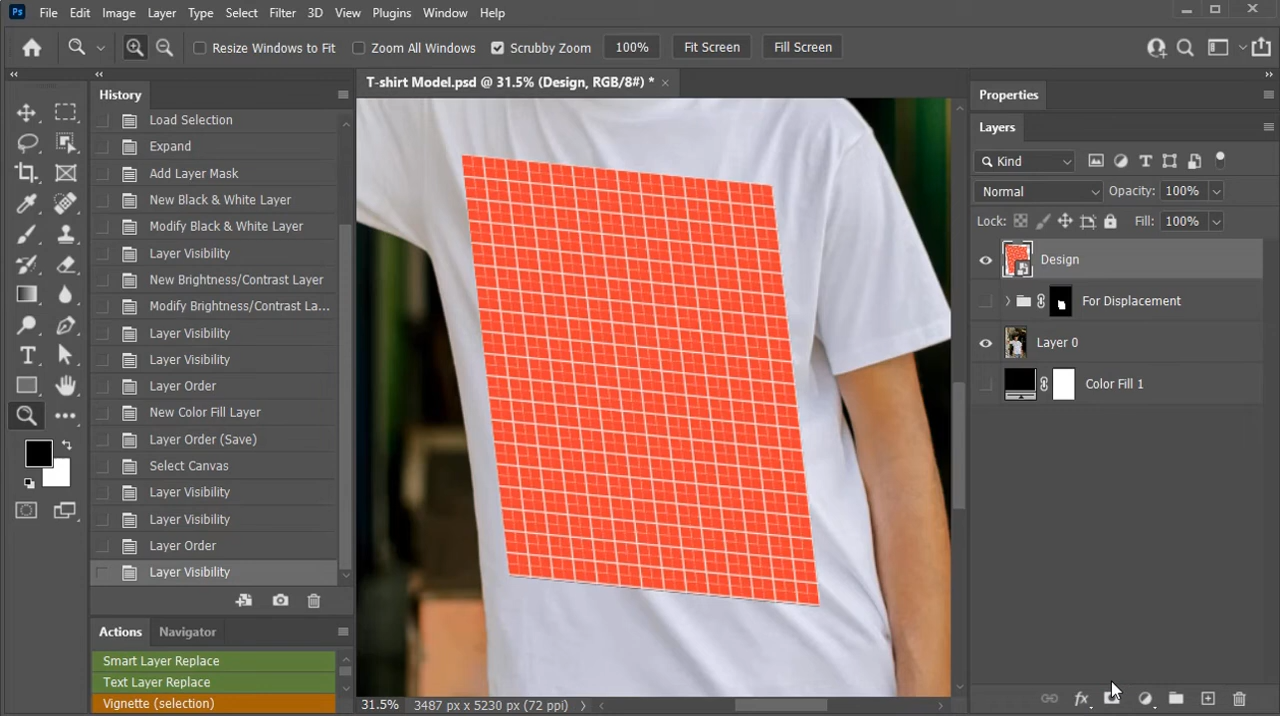 Ps File Edit Image Layer Type Select Filter 3D View Plugins Window Help
Resize Windows to Fit Zoom All Windows Scrubby Zoom 100% Fit Screen Fill Screen
History
Load Selection
Expand
Add Layer Mask
New Black & White Layer
Modify Black & White Layer
Layer Visibility
New Brightness/Contrast Layer
Modify Brightness/Contrast La...
Layer Visibility
Layer Visibility
Layer Order
New Color Fill Layer
Layer Order (Save)
Select Canvas
Layer Visibility
Layer Visibility
Layer Order
Layer Visibility
Actions Navigator
Smart Layer Replace
Text Layer Replace
Vignette (selection)
T-shirt Model.psd @ 31.5% (Design, RGB/8#) *
31.5% 3487 px x 5230 px (72 ppi)
Properties
Layers
Kind
Normal Opacity: 100%
Lock: Fill: 100%
Design
For Displacement
Layer 0
Color Fill 1
fx